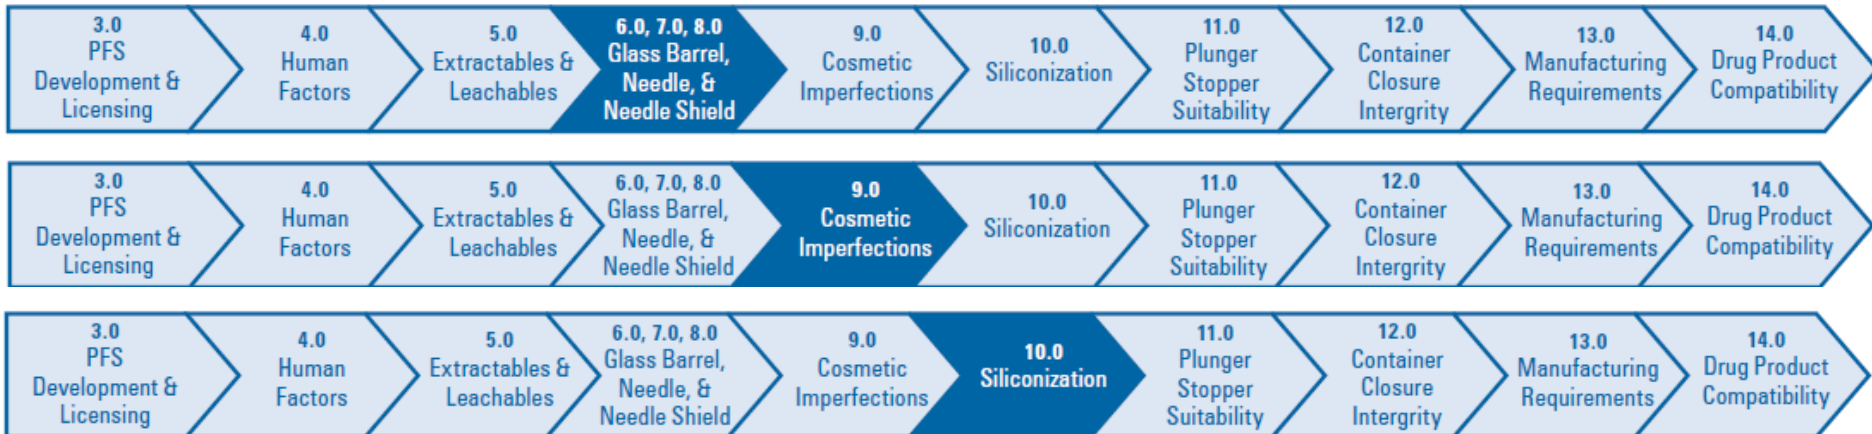 3.0
PFS
Development &
Licensing
4.0
Human
Factors
5.0
Extractables &
Leachables
6.0, 7.0, 8.0
Glass Barrel,
Needle, &
Needle Shield
9.0
Cosmetic
Imperfections
10.0
Siliconization
11.0
Plunger
Stopper
Suitability
12.0
Container
Closure
Intergrity
13.0
Manufacturing
Requirements
14.0
Drug Product
Compatibility
3.0
PFS
Development &
Licensing
4.0
Human
Factors
5.0
Extractables &
Leachables
6.0, 7.0, 8.0
Glass Barrel,
Needle, &
Needle Shield
9.0
Cosmetic
Imperfections
10.0
Siliconization
11.0
Plunger
Stopper
Suitability
12.0
Container
Closure
Intergrity
13.0
Manufacturing
Requirements
14.0
Drug Product
Compatibility
3.0
PFS
Development &
Licensing
4.0
Human
Factors
5.0
Extractables &
Leachables
6.0, 7.0, 8.0
Glass Barrel,
Needle, &
Needle Shield
9.0
Cosmetic
Imperfections
10.0
Siliconization
11.0
Plunger
Stopper
Suitability
12.0
Container
Closure
Intergrity
13.0
Manufacturing
Requirements
14.0
Drug Product
Compatibility